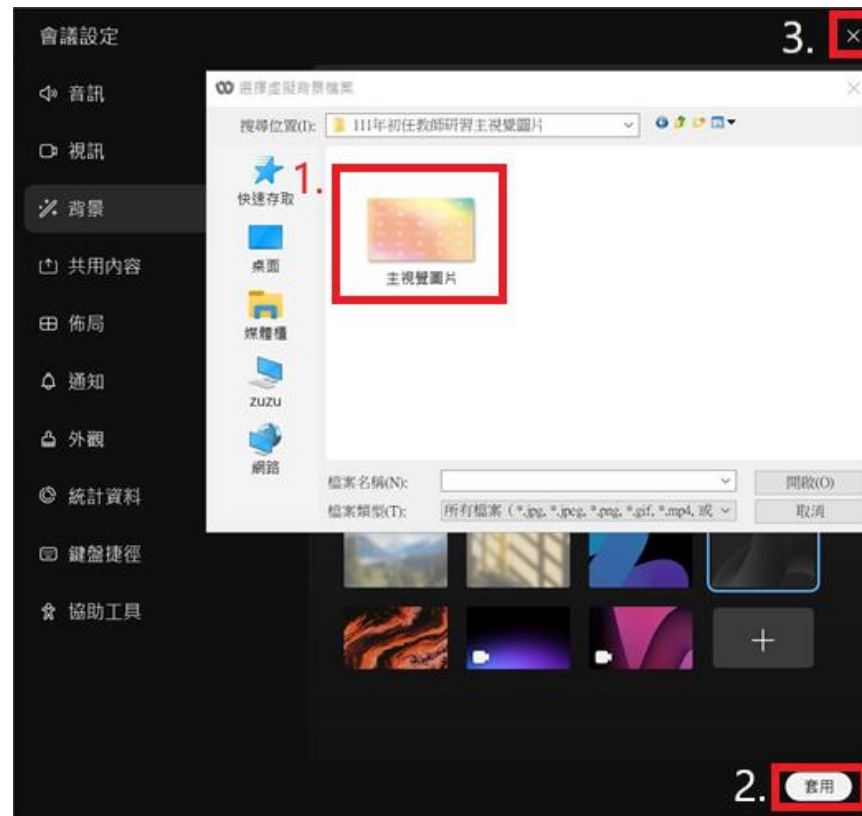 會議設定
3.
音訊
視訊
背景
共用內容
佈局
通知
外觀
統計資料
鍵盤捷徑
協助工具
選擇虛擬背景檔案
搜尋位置(I):
111年初任教師研習主視覺圖片
1.
快速存取
桌面
媒體櫃
zuzu
網路
主視覺圖片
檔案名稱(N):
開啟(O)
檔案類型(T):
所有檔案 ( *.jpg, *.jpeg, *.png, *.gif, *.mp4, 或
取消
2.
套用